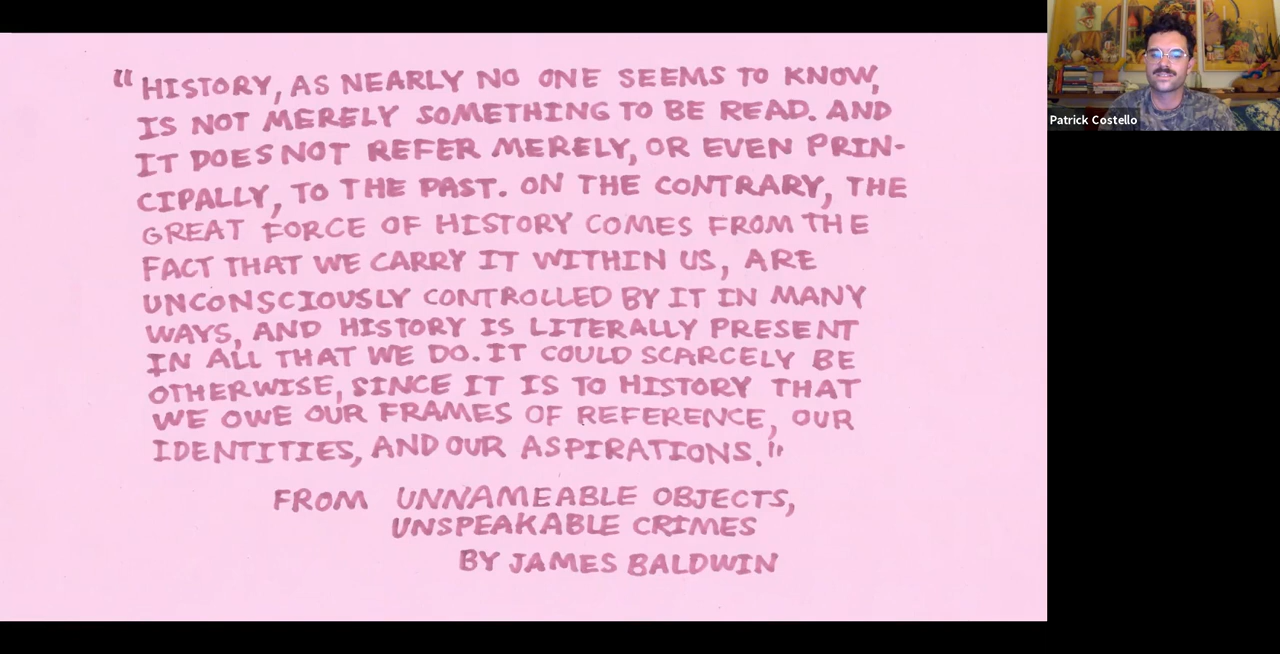 "HISTORY, AS NEARLY NO ONE SEEMS TO KNOW,
IS NOT MERELY SOMETHING TO BE READ. AND
IT DOES NOT REFER MERELY, OR EVEN PRIN-
CIPALLY, TO THE PAST. ON THE CONTRARY, THE
GREAT FORCE OF HISTORY COMES FROM THE
FACT THAT WE CARRY IT WITHIN US, ARE
UNCONSCIOUSLY CONTROLLED BY IT IN MANY
WAYS, AND HISTORY IS LITERALLY PRESENT
IN ALL THAT WE DO. IT COULD SCARCELY BE
OTHERWISE, SINCE IT IS TO HISTORY THAT
WE OWE OUR FRAMES OF REFERENCE, OUR
IDENTITIES, AND OUR ASPIRATIONS."
FROM UNNAMEABLE OBJECTS,
UNSPEAKABLE CRIMES
BY JAMES BALDWIN
Patrick Costello